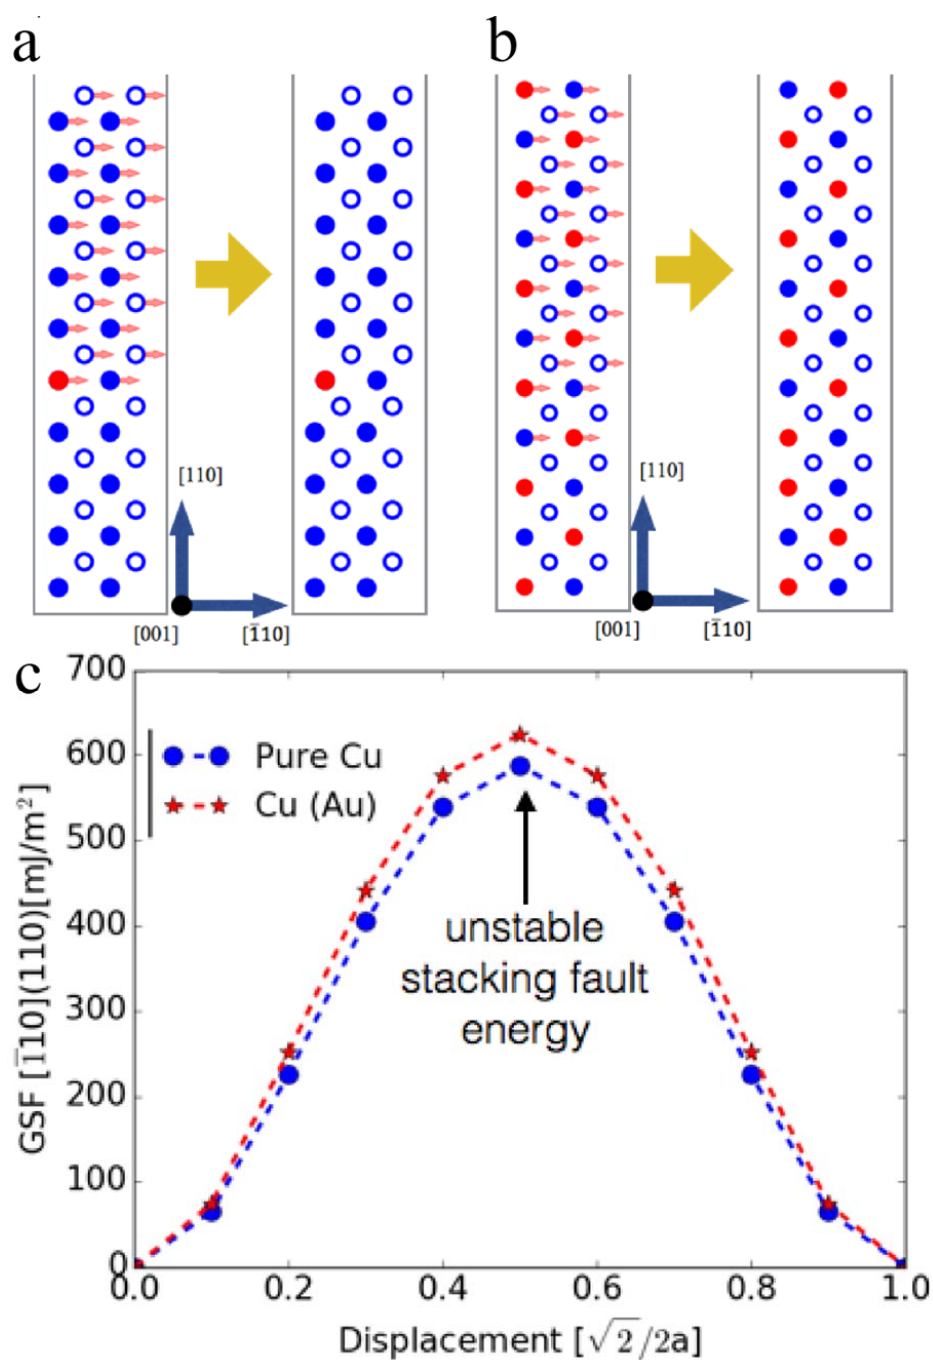 a
b
[110]
[001]
[1̄10]
[110]
[001]
[1̄10]
c
700
600
500
400
300
200
100
0
GSF [1̄10](110)[mJ/m²]
Pure Cu
Cu (Au)
unstable
stacking fault
energy
0.0 0.2 0.4 0.6 0.8 1.0
Displacement [√2/2a]